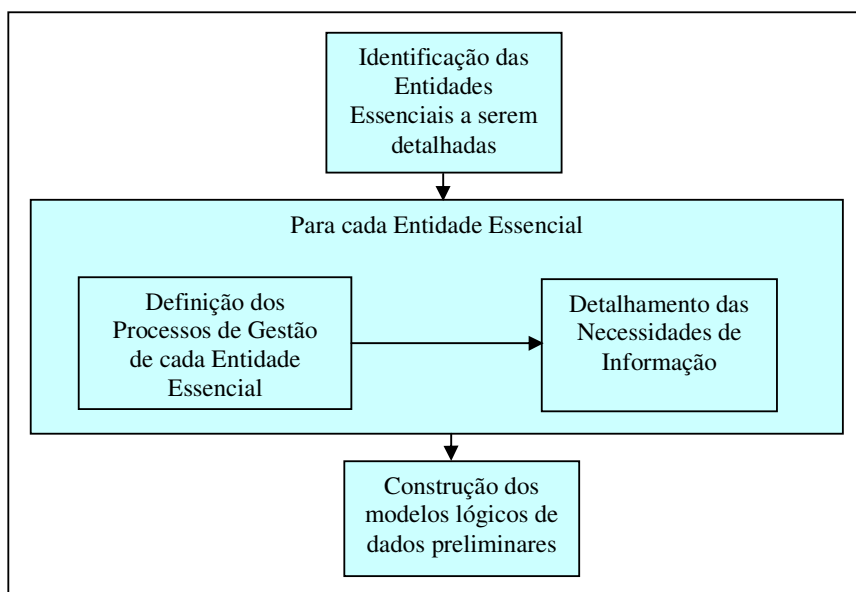 Identificação das
Entidades
Essenciais a serem
detalhadas
Para cada Entidade Essencial
Definição dos
Processos de Gestão
de cada Entidade
Essencial
Detalhamento das
Necessidades de
Informação
Construção dos
modelos lógicos de
dados preliminares